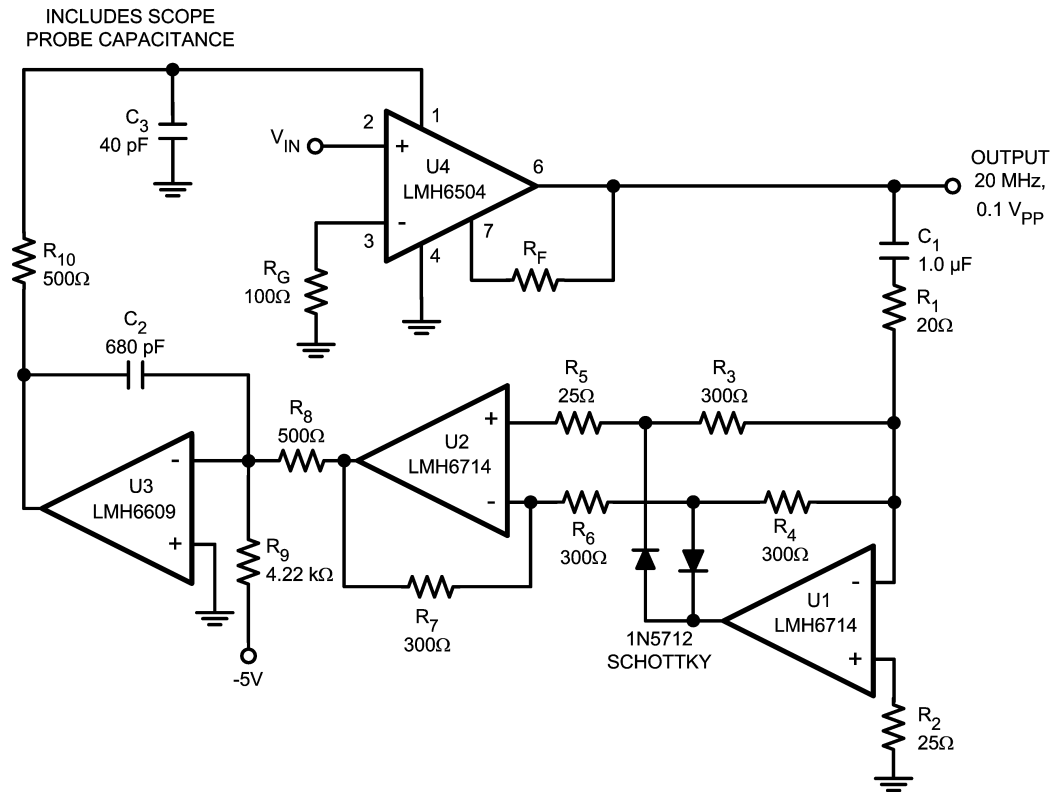 INCLUDES SCOPE
PROBE CAPACITANCE
C3
40 pF
1
2
VIN
+
U4
LMH6504
6
-
3
7
4
OUTPUT
20 MHz,
0.1 VPP
C1
1.0 µF
R1
20Ω
RF
RG
100Ω
R10
500Ω
C2
680 pF
R8
500Ω
R5
25Ω
R3
300Ω
+
U2
LMH6714
-
R6
300Ω
R4
300Ω
-
U3
LMH6609
+
R9
4.22 kΩ
-5V
R7
300Ω
1N5712
SCHOTTKY
-
U1
LMH6714
+
R2
25Ω